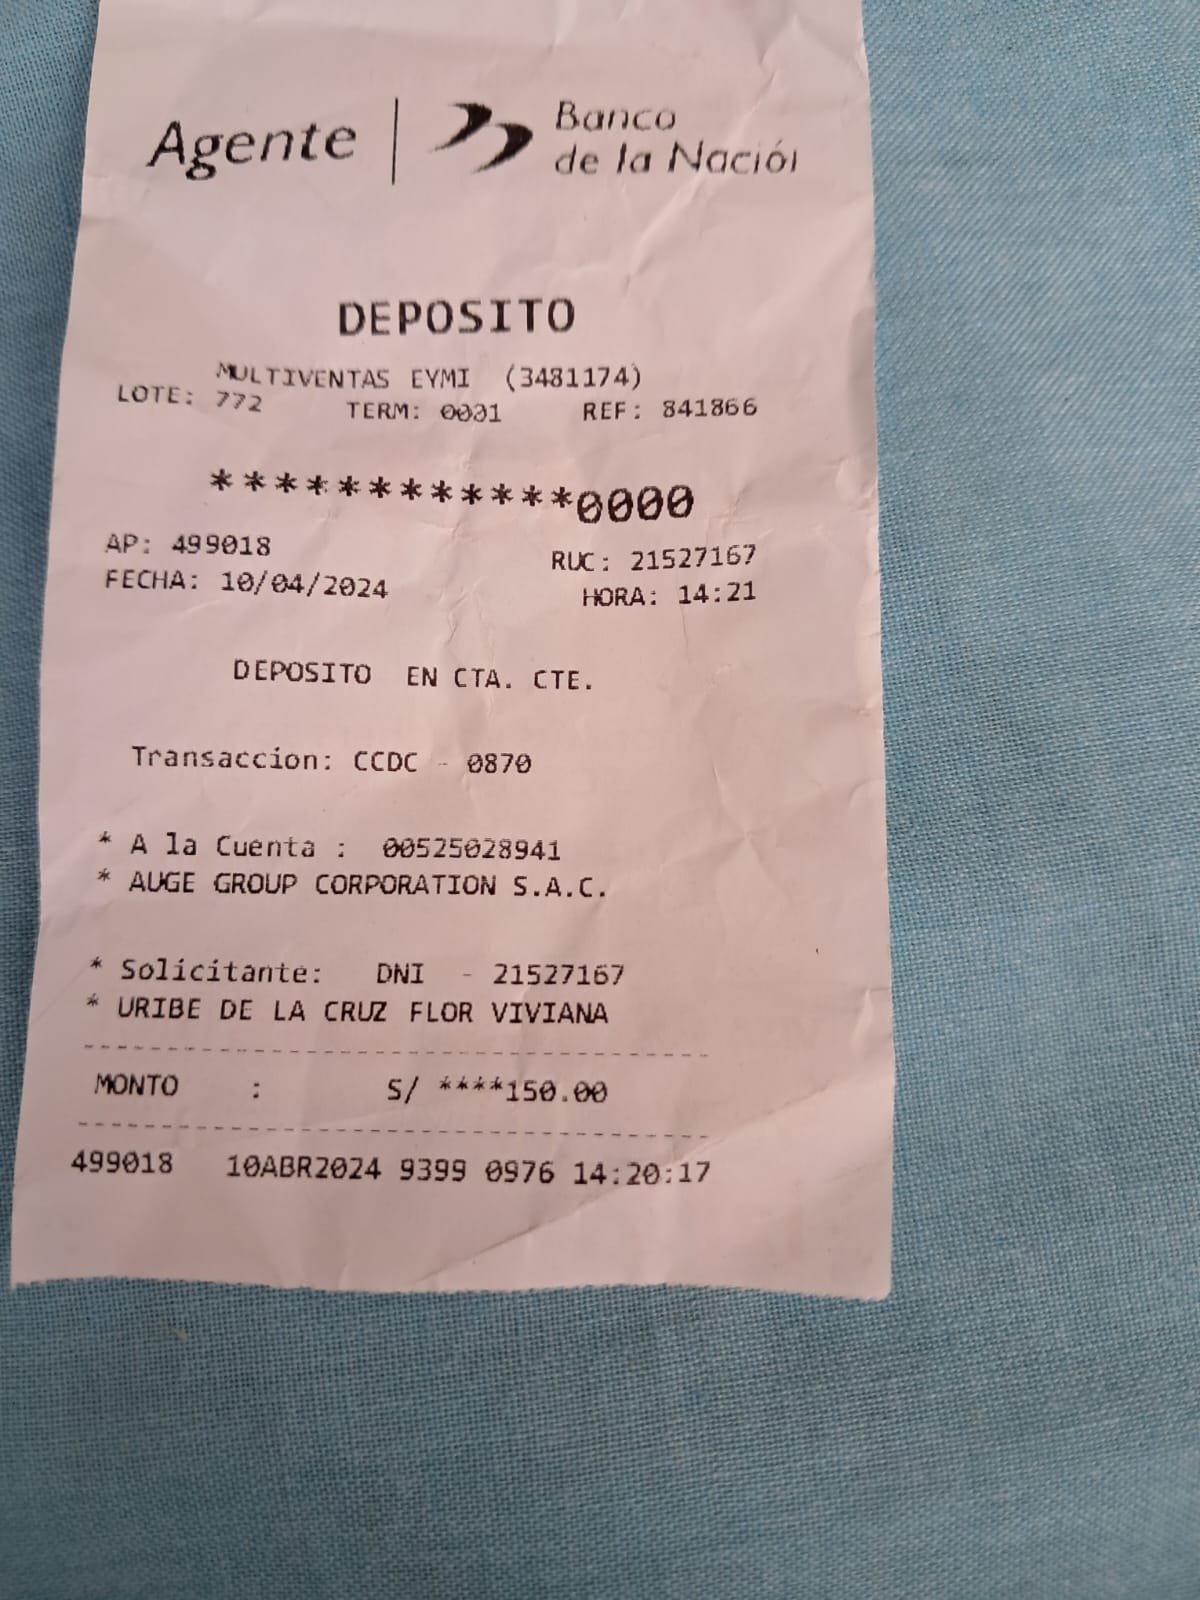 Agente | Banco
de la Nación
DEPOSITO
MULTIVENTAS EYMI (3481174)
LOTE: 772 TERM: 0001 REF: 841866
************0000
AP: 499018 RUC: 21527167
FECHA: 10/04/2024 HORA: 14:21
DEPOSITO EN CTA. CTE.
Transaccion: CCDC - 0870
* A la Cuenta : 00525028941
* AUGE GROUP CORPORATION S.A.C.
* Solicitante: DNI - 21527167
* URIBE DE LA CRUZ FLOR VIVIANA
MONTO : S/ ****150.00
499018 10ABR2024 9399 0976 14:20:17